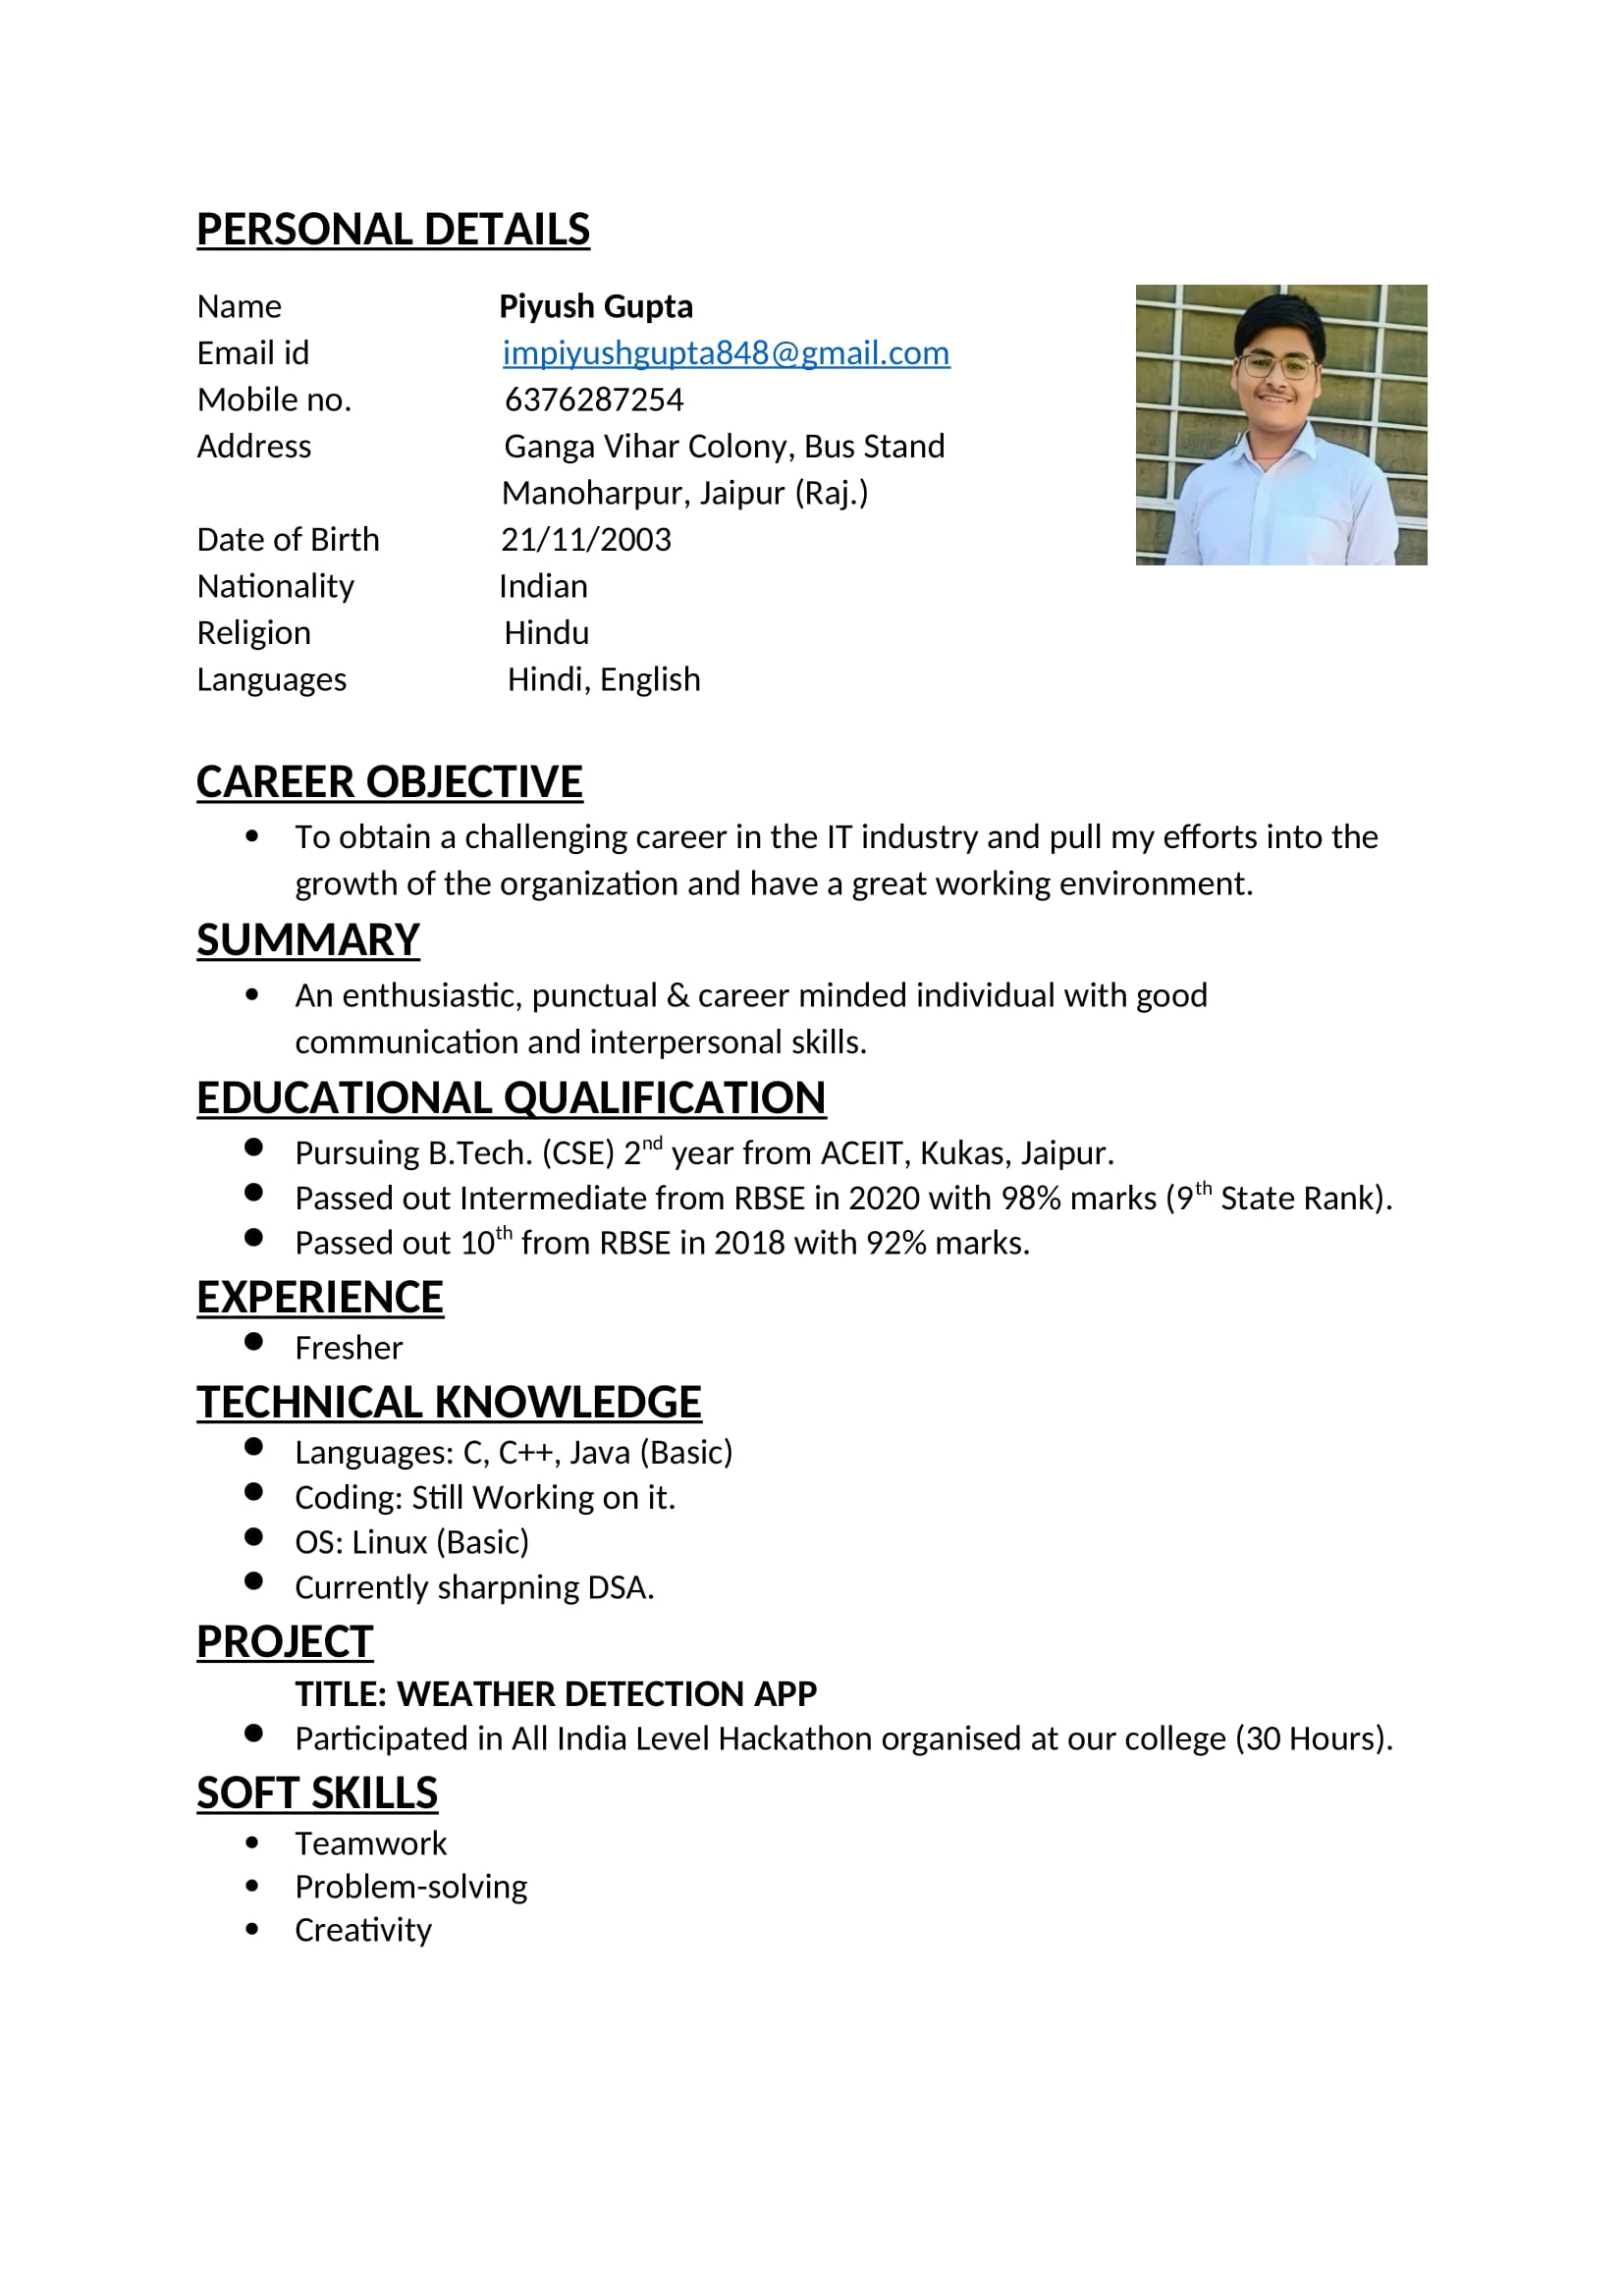 PERSONAL DETAILS
Name Piyush Gupta
Email id impiyushgupta848@gmail.com
Mobile no. 6376287254
Address Ganga Vihar Colony, Bus Stand
Manoharpur, Jaipur (Raj.)
Date of Birth 21/11/2003
Nationality Indian
Religion Hindu
Languages Hindi, English
CAREER OBJECTIVE
• To obtain a challenging career in the IT industry and pull my efforts into the
growth of the organization and have a great working environment.
SUMMARY
• An enthusiastic, punctual & career minded individual with good
communication and interpersonal skills.
EDUCATIONAL QUALIFICATION
● Pursuing B.Tech. (CSE) 2nd year from ACEIT, Kukas, Jaipur.
● Passed out Intermediate from RBSE in 2020 with 98% marks (9th State Rank).
● Passed out 10th from RBSE in 2018 with 92% marks.
EXPERIENCE
● Fresher
TECHNICAL KNOWLEDGE
● Languages: C, C++, Java (Basic)
● Coding: Still Working on it.
● OS: Linux (Basic)
● Currently sharpning DSA.
PROJECT
TITLE: WEATHER DETECTION APP
● Participated in All India Level Hackathon organised at our college (30 Hours).
SOFT SKILLS
• Teamwork
• Problem-solving
• Creativity